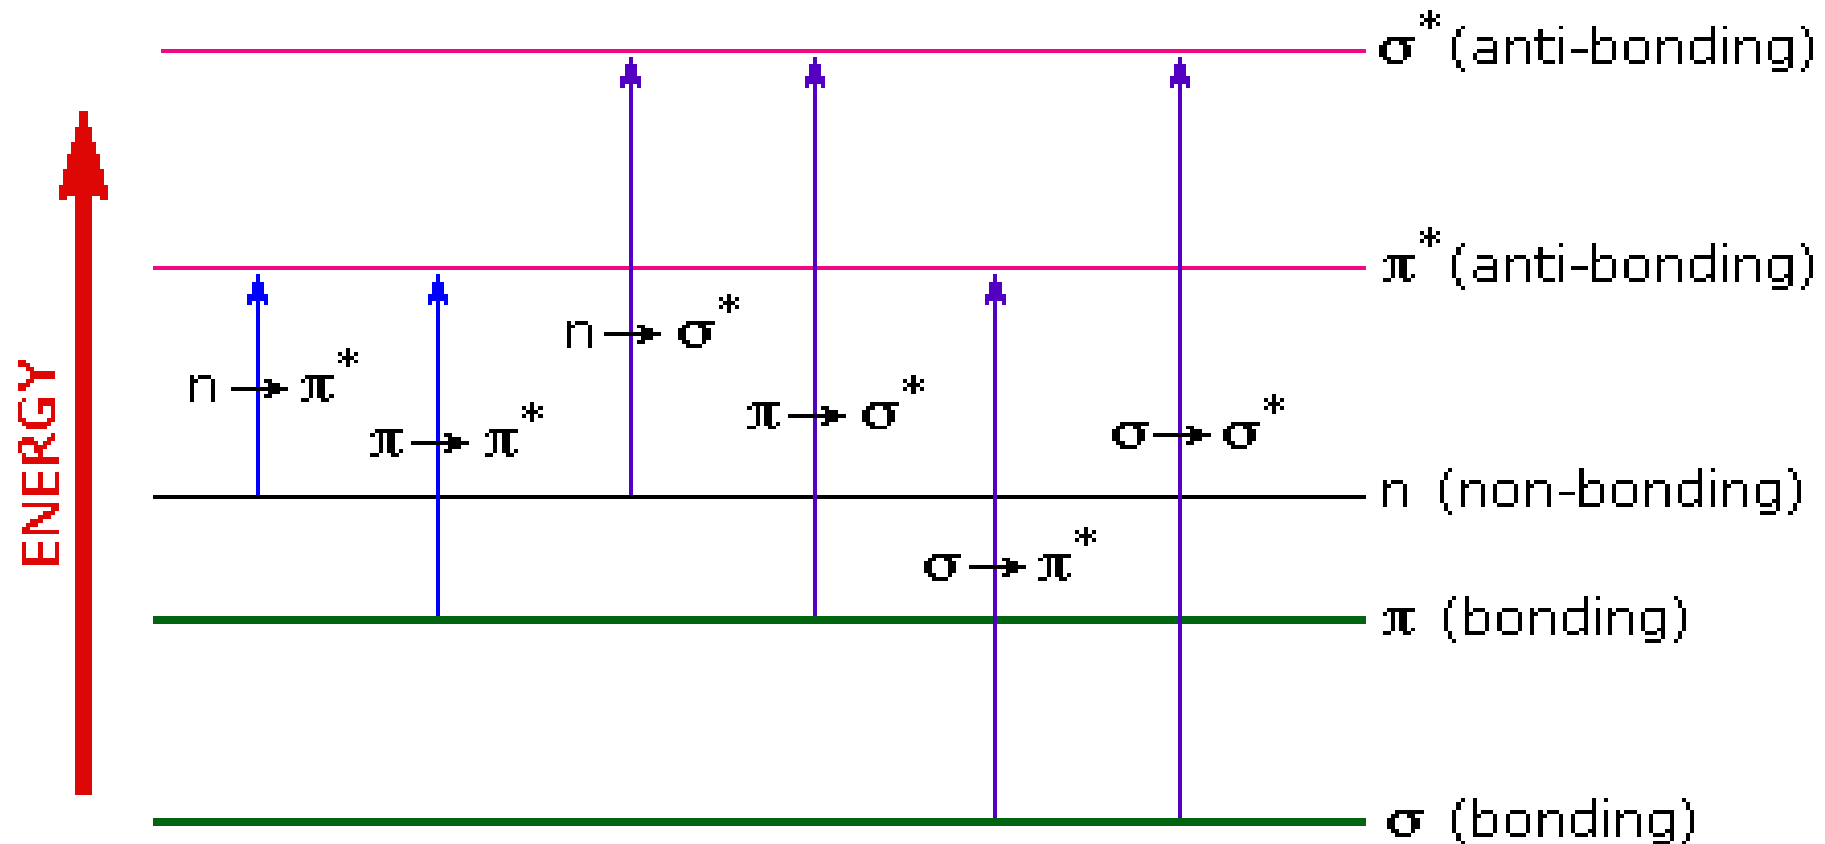 σ* (anti-bonding)
π* (anti-bonding)
n → σ*
n → π*
π → π*
π → σ*
σ → σ*
ENERGY
n (non-bonding)
σ → π*
π (bonding)
σ (bonding)